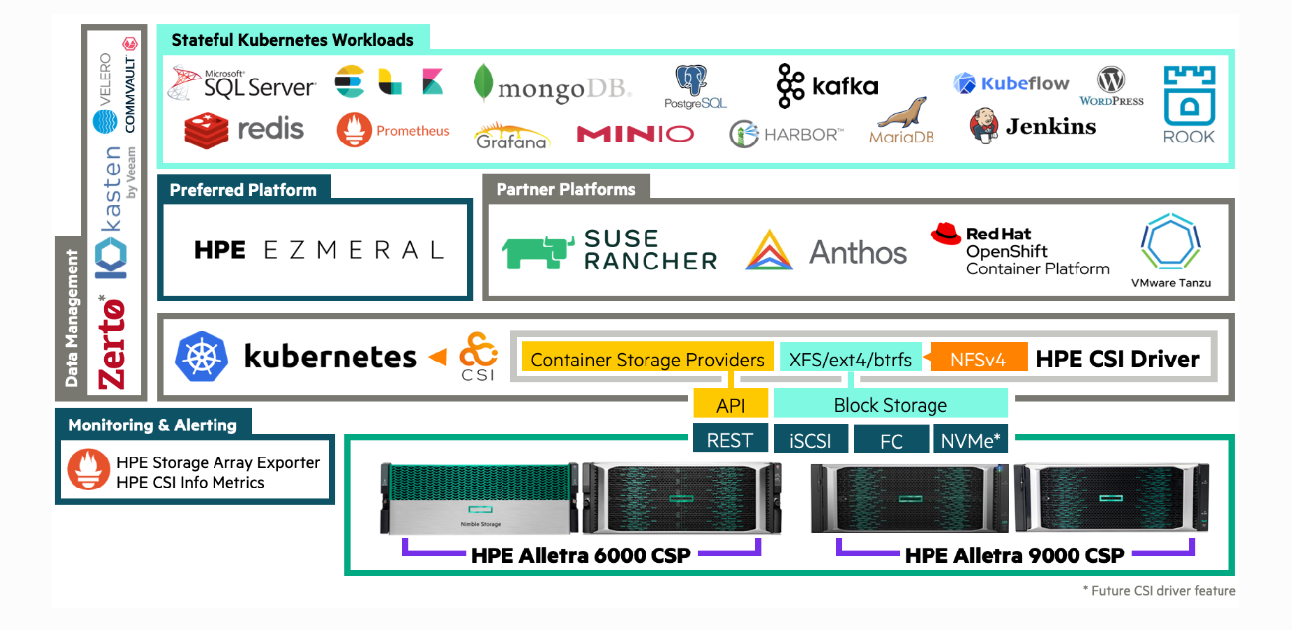 Stateful Kubernetes Workloads
Microsoft®
SQL Server®
mongoDB®
PostgreSQL
kafka
Kubeflow
WORDPRESS
ROOK
redis
Prometheus
Grafana
MINIO
HARBOR™
MariaDB
Jenkins
Data Management
VELERO
COMMVAULT
kasten
by Veeam
Zerto*
Preferred Platform
HPE EZMERAL
Partner Platforms
SUSE
RANCHER
Anthos
Red Hat
OpenShift
Container Platform
VMware Tanzu
kubernetes
CSI
Container Storage Providers
XFS/ext4/btrfs
NFSv4
HPE CSI Driver
API
Block Storage
REST
iSCSI
FC
NVMe*
Monitoring & Alerting
HPE Storage Array Exporter
HPE CSI Info Metrics
Nimble Storage
HPE Alletra 6000 CSP
HPE Alletra 9000 CSP
* Future CSI driver feature